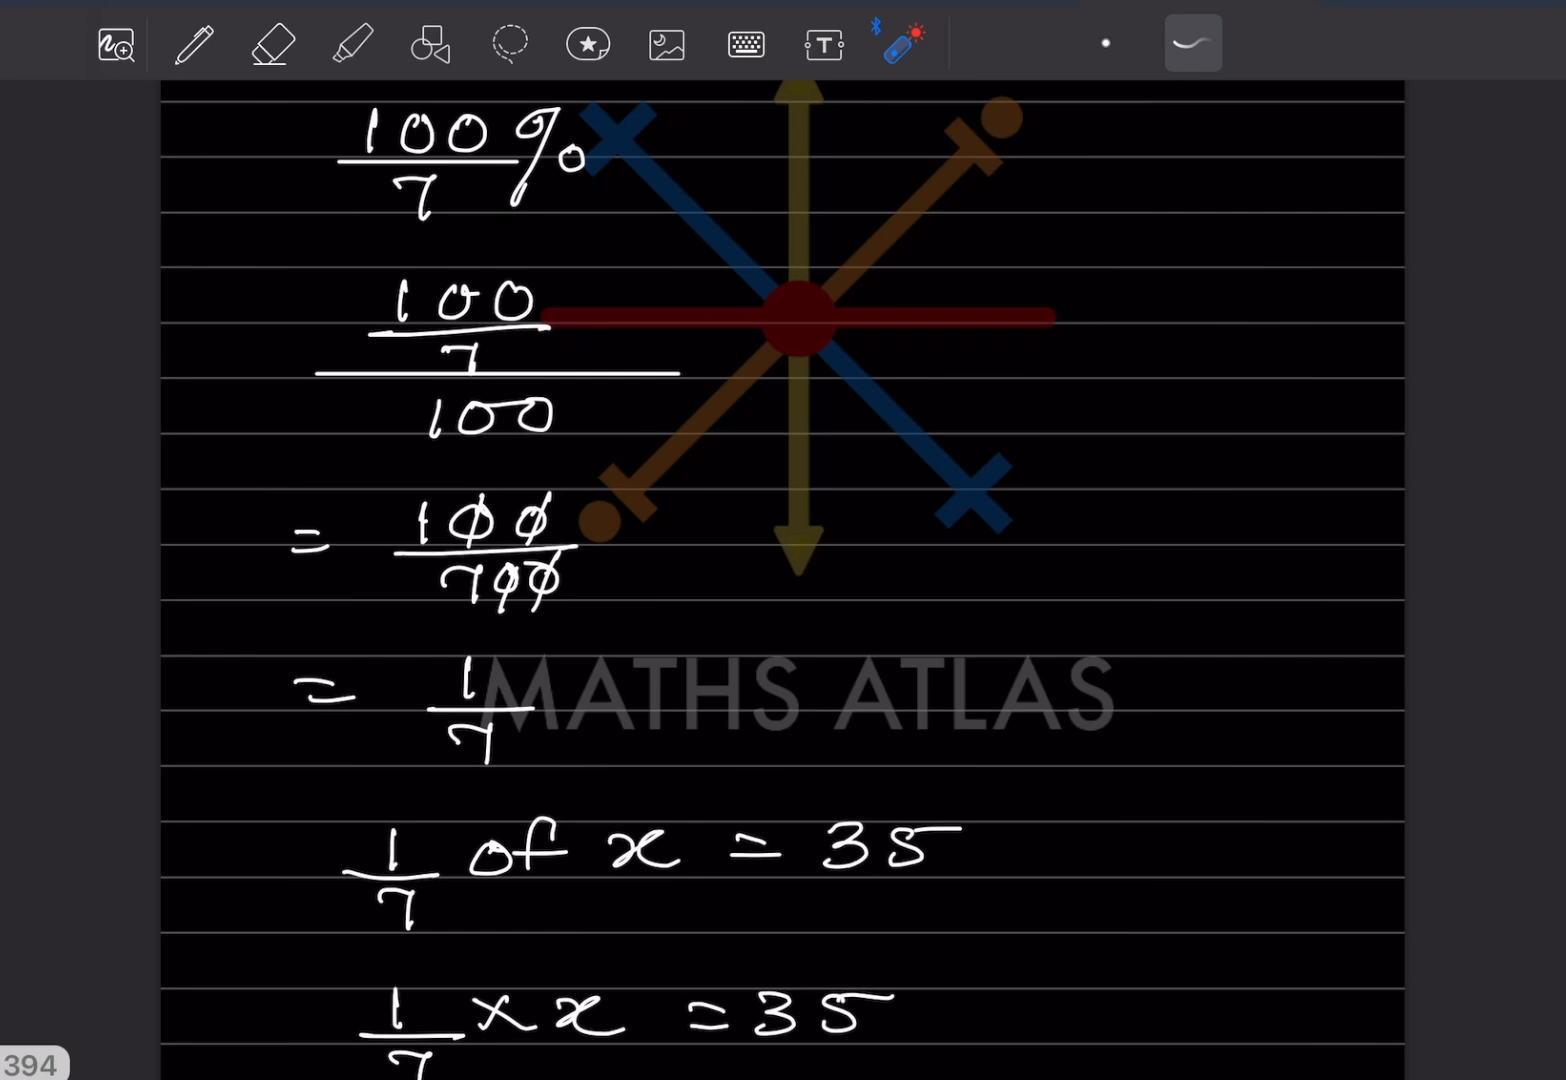 100/7 %
100/7
100
= 100/700
= 1/7
MATHS ATLAS
1/7 of x = 35
1/7 × x = 35
394